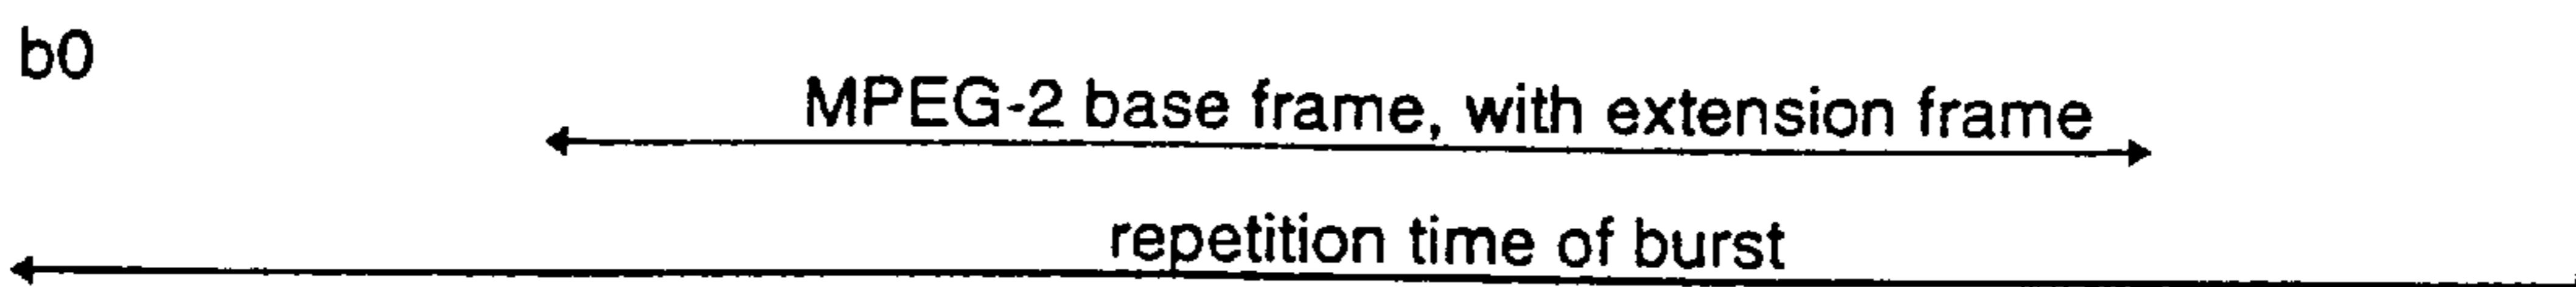 b0
MPEG-2 base frame, with extension frame
repetition time of burst